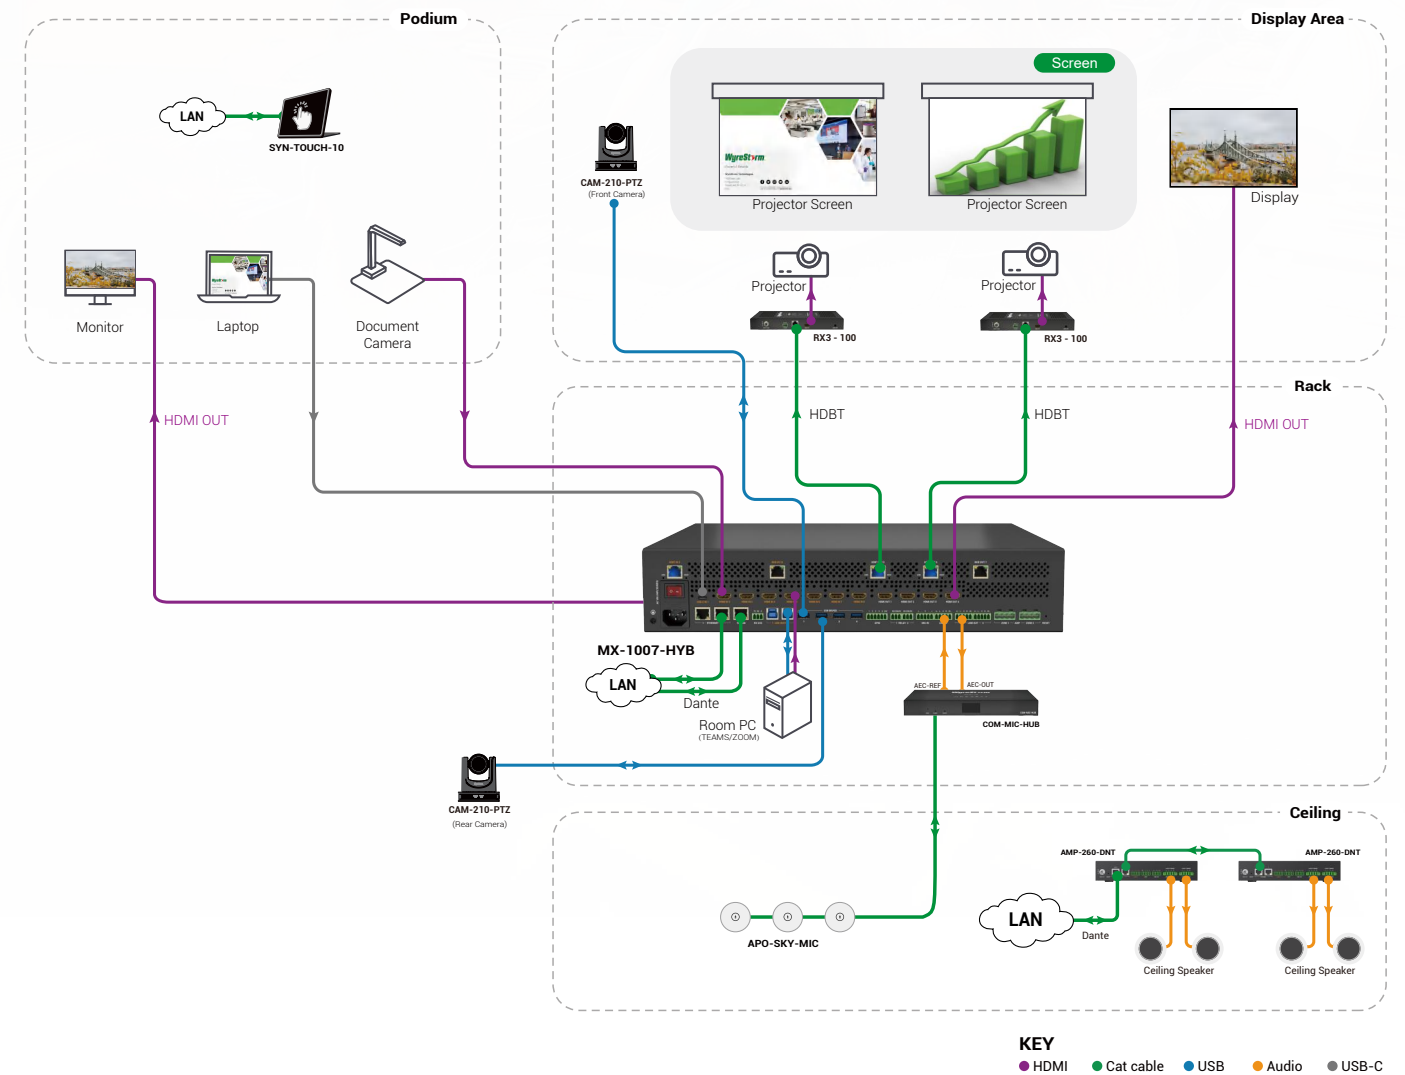 Podium
Display Area
Screen
LAN
SYN-TOUCH-10
CAM-210-PTZ
(Front Camera)
WyreStorm
Projector Screen
Projector Screen
Display
Monitor
Laptop
Document
Camera
Projector
Projector
RX3 - 100
RX3 - 100
Rack
HDMI OUT
HDBT
HDBT
HDMI OUT
MX-1007-HYB
LAN
Dante
Room PC
(TEAMS/ZOOM)
AEC-REF
AEC-OUT
COM-MIC-HUB
CAM-210-PTZ
(Rear Camera)
Ceiling
AMP-260-DNT
AMP-260-DNT
LAN
Dante
APO-SKY-MIC
Ceiling Speaker
Ceiling Speaker
KEY
HDMI
Cat cable
USB
Audio
USB-C